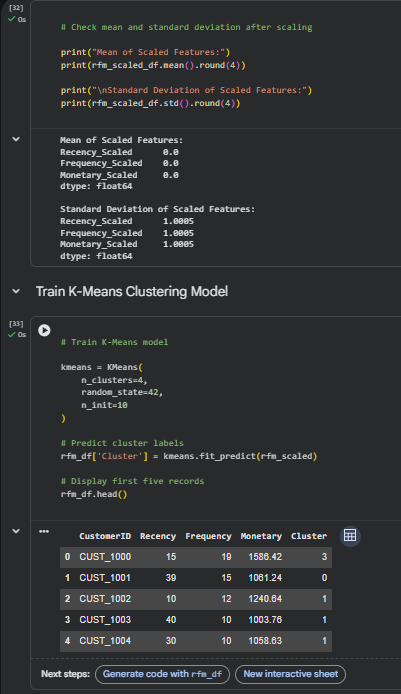 [32]
0s
# Check mean and standard deviation after scaling
print("Mean of Scaled Features:")
print(rfm_scaled_df.mean().round(4))
print("\nStandard Deviation of Scaled Features:")
print(rfm_scaled_df.std().round(4))
Mean of Scaled Features:
Recency_Scaled 0.0
Frequency_Scaled 0.0
Monetary_Scaled 0.0
dtype: float64
Standard Deviation of Scaled Features:
Recency_Scaled 1.0005
Frequency_Scaled 1.0005
Monetary_Scaled 1.0005
dtype: float64
Train K-Means Clustering Model
[33]
0s
# Train K-Means model
kmeans = KMeans(
n_clusters=4,
random_state=42,
n_init=10
)
# Predict cluster labels
rfm_df['Cluster'] = kmeans.fit_predict(rfm_scaled)
# Display first five records
rfm_df.head()
CustomerID Recency Frequency Monetary Cluster
0 CUST_1000 15 19 1586.42 3
1 CUST_1001 39 15 1061.24 0
2 CUST_1002 10 12 1240.64 1
3 CUST_1003 40 10 1003.76 1
4 CUST_1004 30 10 1058.63 1
Next steps: Generate code with rfm_df New interactive sheet